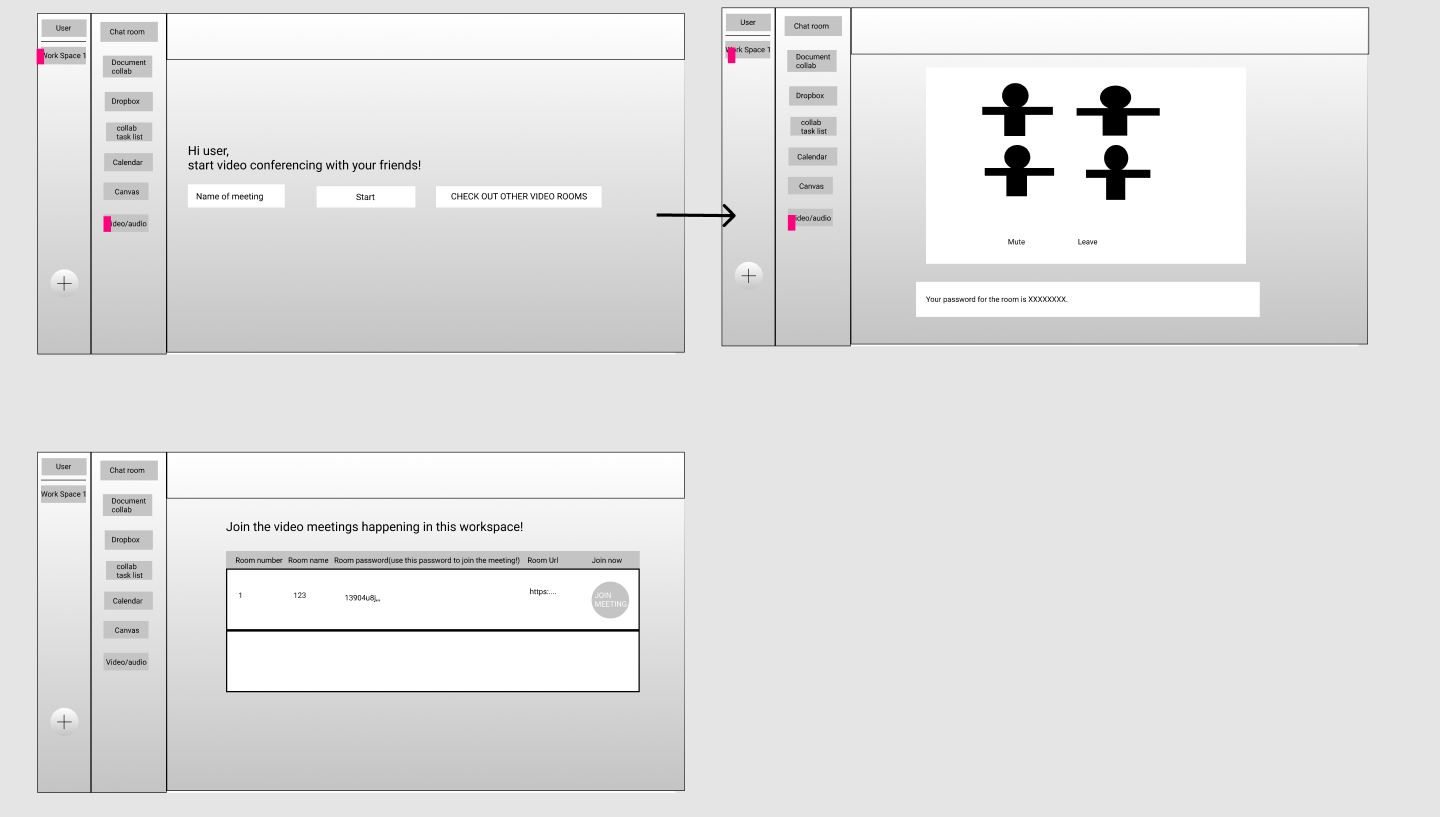 User
Work Space 1
Chat room
Document
collab
Dropbox
collab
task list
Calendar
Canvas
Video/audio
Hi user,
start video conferencing with your friends!
Name of meeting
Start
CHECK OUT OTHER VIDEO ROOMS
User
Work Space 1
Chat room
Document
collab
Dropbox
collab
task list
Calendar
Canvas
Video/audio
Mute
Leave
Your password for the room is XXXXXXXX.
User
Work Space 1
Chat room
Document
collab
Dropbox
collab
task list
Calendar
Canvas
Video/audio
Join the video meetings happening in this workspace!
Room number Room name Room password(use this password to join the meeting!) Room Url Join now
1 123 13904u8j,,, https:....
JOIN
MEETING